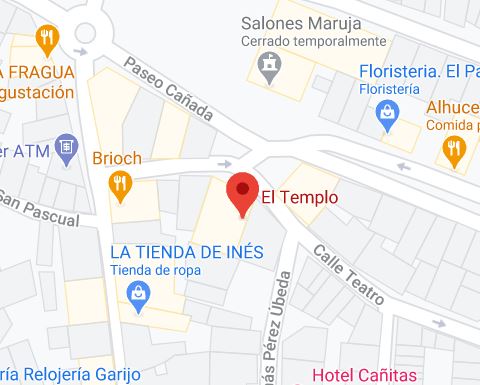 Salones Maruja
Cerrado temporalmente
A FRAGUA
gustación
Paseo Cañada
Floristeria. El Pa
Floristería
Alhuce
Comida p
er ATM
Brioch
San Pascual
El Templo
LA TIENDA DE INÉS
Tienda de ropa
Calle Teatro
ás Pérez Úbeda
ría Relojería Garijo
Hotel Cañitas